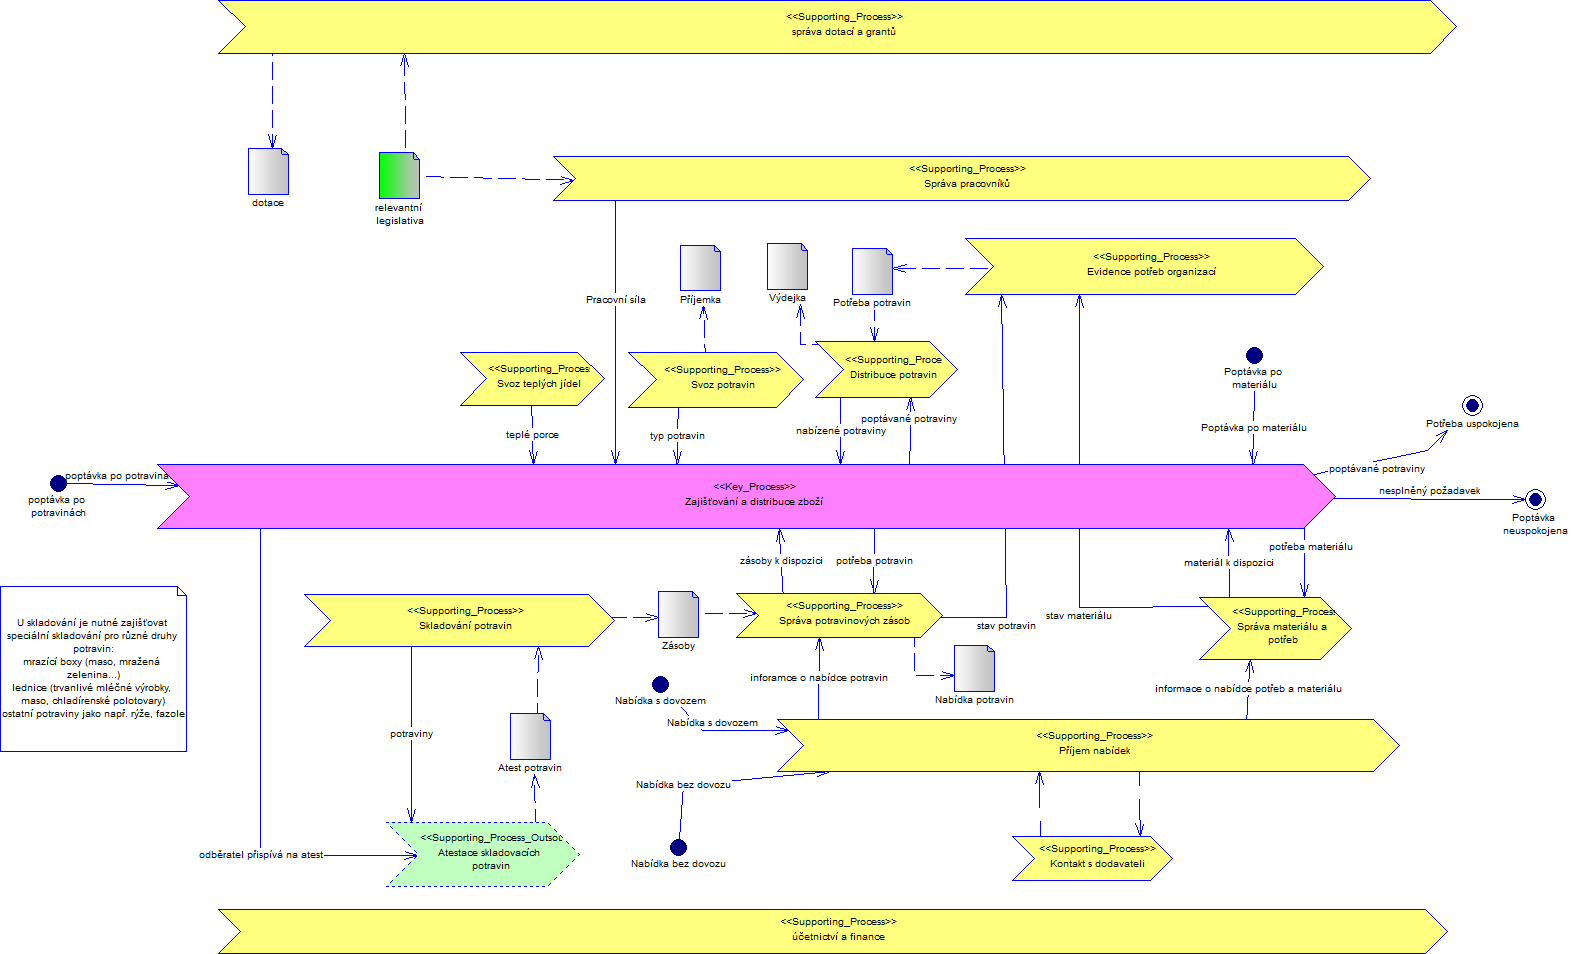 <<Supporting_Process>>
správa dotací a grantů
dotace
relevantní
legislativa
<<Supporting_Process>>
Správa pracovníků
Pracovní síla
Příjemka
Výdejka
Potřeba potravin
<<Supporting_Process>>
Evidence potřeb organizací
<<Supporting_Proces
Svoz teplých jídel
<<Supporting_Process>>
Svoz potravin
<<Supporting_Proce
Distribuce potravin
Poptávka po
materiálu
teplé porce
typ potravin
nabízené potraviny
poptávané potraviny
Poptávka po materiálu
Potřeba uspokojena
poptávané potraviny
poptávka po potravina
poptávka po
potravinách
<<Key_Process>>
Zajišťování a distribuce zboží
nesplněný požadavek
Poptávka
neuspokojena
zásoby k dispozici
potřeba potravin
materiál k dispozici
potřeba materiálu
U skladování je nutné zajišťovat
speciální skladování pro různé druhy
potravin:
mrazící boxy (maso, mražená
zelenina...)
lednice (trvanlivé mléčné výrobky,
maso, chladírenské polotovary)
ostatní potraviny jako např. rýže, fazole
<<Supporting_Process>>
Skladování potravin
Zásoby
<<Supporting_Process>>
Správa potravinových zásob
stav potravin
stav materiálu
<<Supporting_Process
Správa materiálu a
potřeb
inforamce o nabídce potravin
Nabídka potravin
informace o nabídce potřeb a materiálu
Nabídka s dovozem
Nabídka s dovozem
potraviny
Atest potravin
<<Supporting_Process>>
Příjem nabídek
Nabídka bez dovozu
Nabídka bez dovozu
<<Supporting_Process_Outsou
Atestace skladovacích
potravin
odběratel přispívá na atest
<<Supporting_Process>>
Kontakt s dodavateli
<<Supporting_Process>>
účetnictví a finance